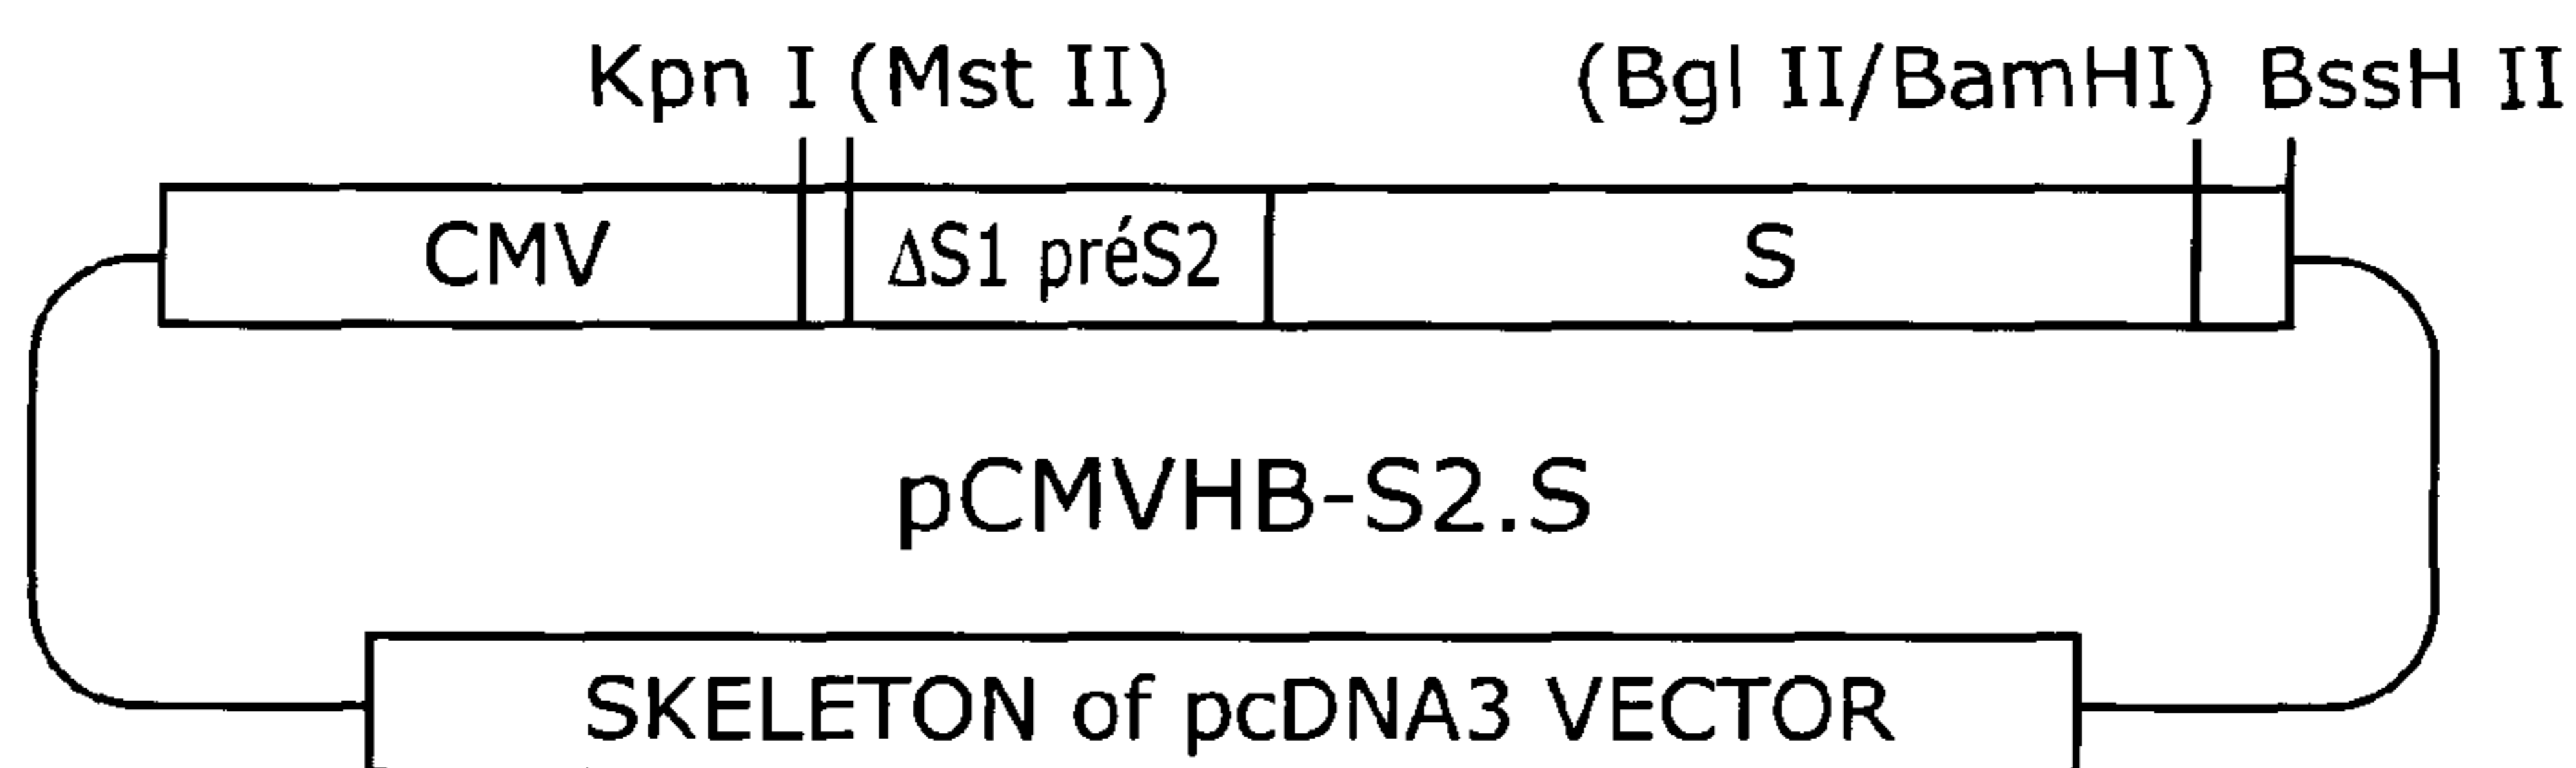 Kpn I (Mst II) (Bgl II/BamHI) BssH II
CMV ΔS1 préS2 S
pCMVHB-S2.S
SKELETON of pcDNA3 VECTOR